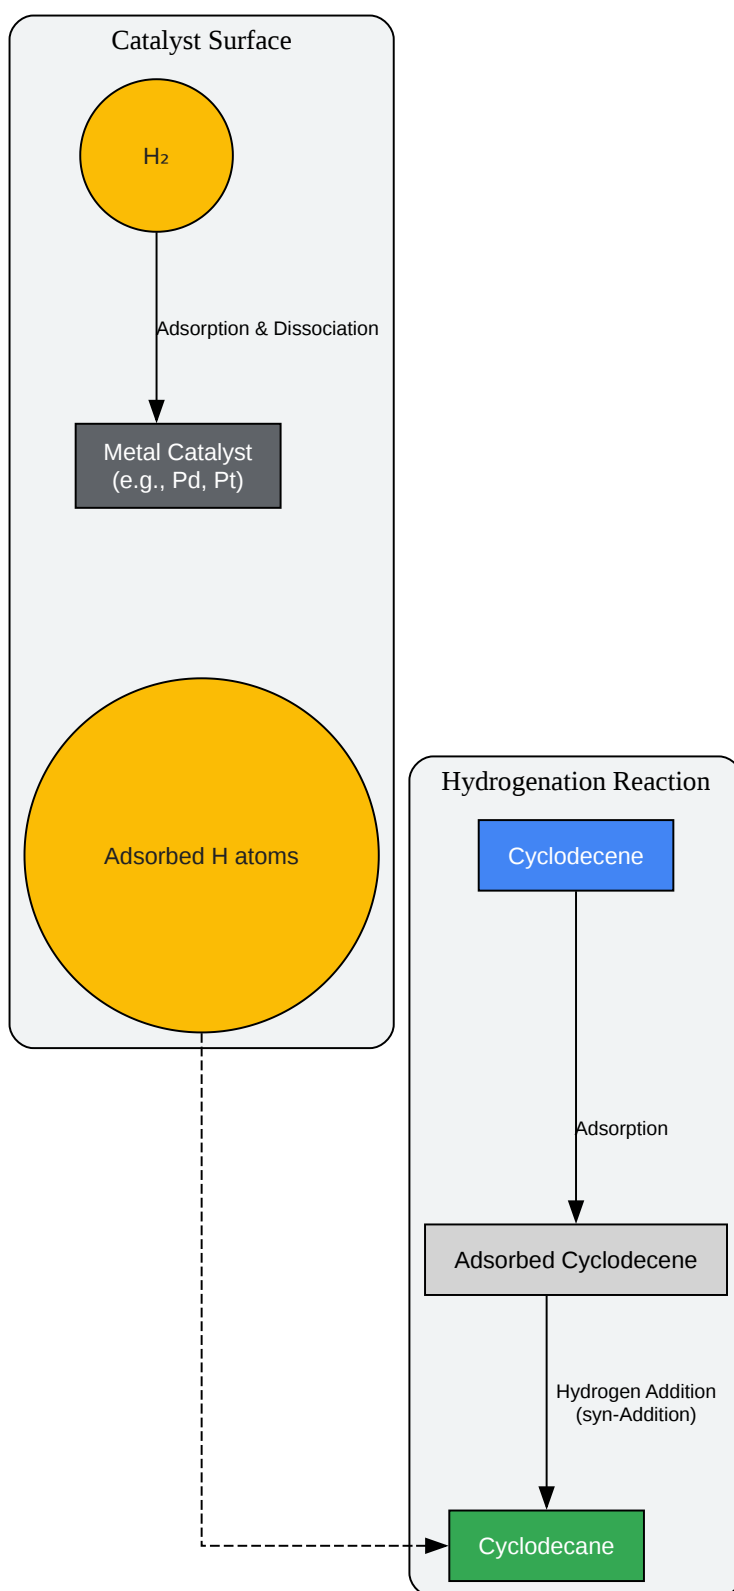 Catalyst Surface
H₂
Adsorption & Dissociation
Metal Catalyst
(e.g., Pd, Pt)
Adsorbed H atoms
Hydrogenation Reaction
Cyclodecene
Adsorption
Adsorbed Cyclodecene
Hydrogen Addition
(syn-Addition)
Cyclodecane